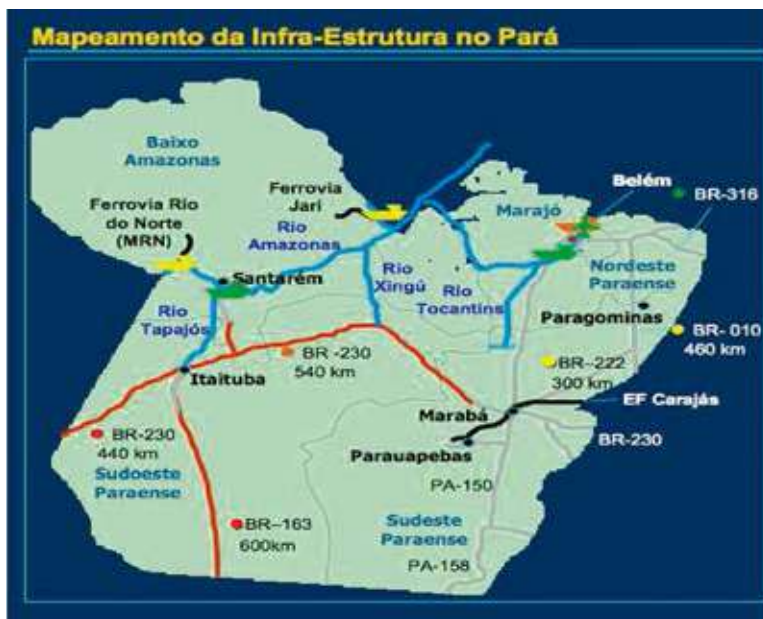 Mapeamento da Infra-Estrutura no Pará
Baixo
Amazonas
Ferrovia Rio
do Norte
(MRN)
Ferrovia
Jari
Rio
Amazonas
Marajó
Belém
BR-316
Santarém
Rio
Xingú
Rio
Tocantins
Nordeste
Paraense
Rio
Tapajós
Paragominas
BR- 010
460 km
BR -230
540 km
BR-222
300 km
Itaituba
EF Carajás
Marabá
BR-230
440 km
BR-230
Parauapebas
Sudoeste
Paraense
PA-150
BR-163
600km
Sudeste
Paraense
PA-158